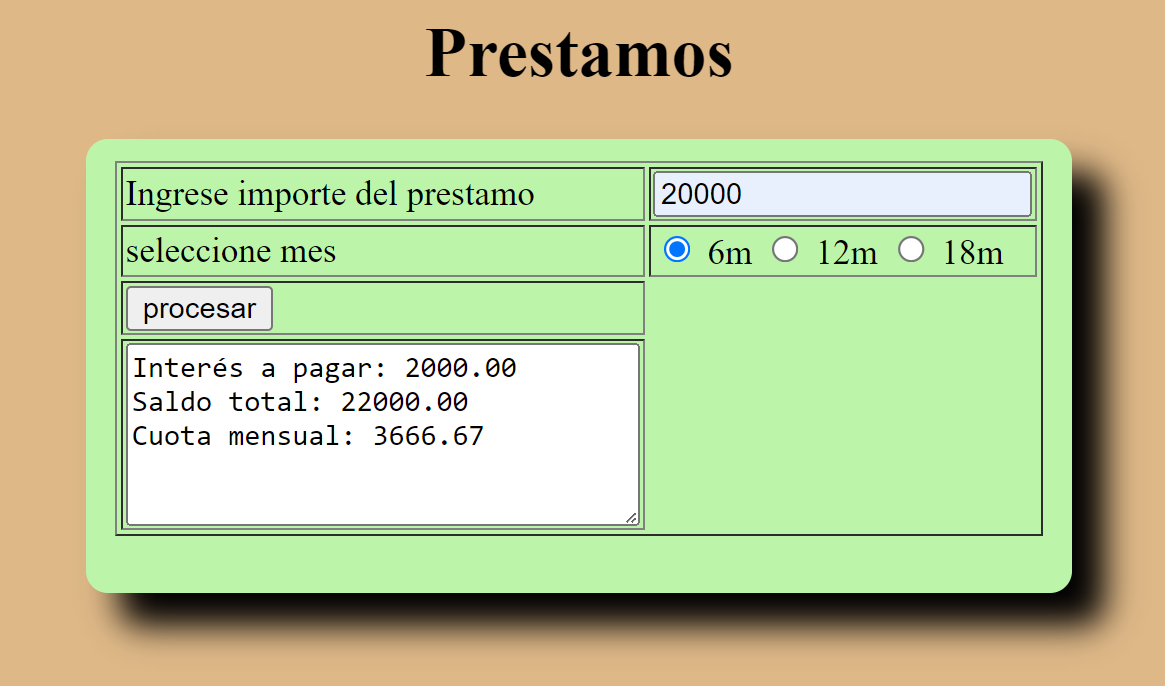 Prestamos
Ingrese importe del prestamo 20000
seleccione mes 6m 12m 18m
procesar
Interés a pagar: 2000.00
Saldo total: 22000.00
Cuota mensual: 3666.67